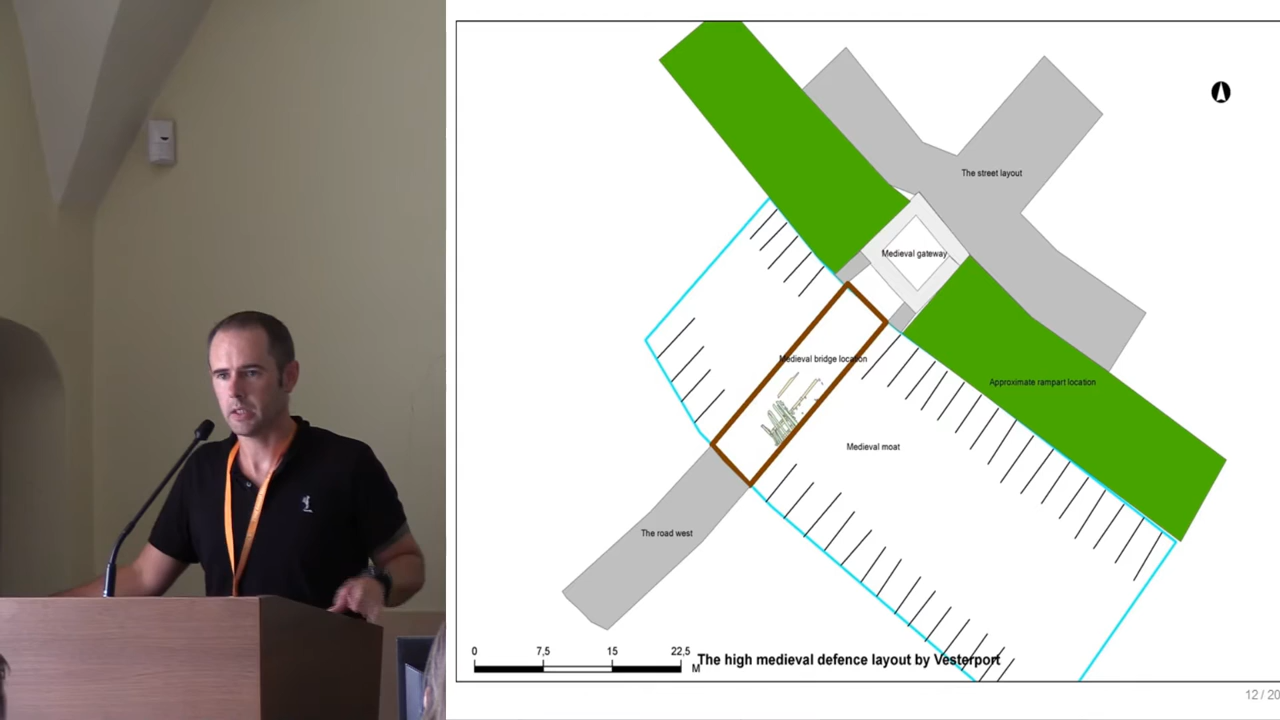 The street layout
Medieval gateway
Medieval bridge location
Approximate rampart location
Medieval moat
The road west
0 7,5 15 22,5
M
The high medieval defence layout by Vesterport
12 / 20